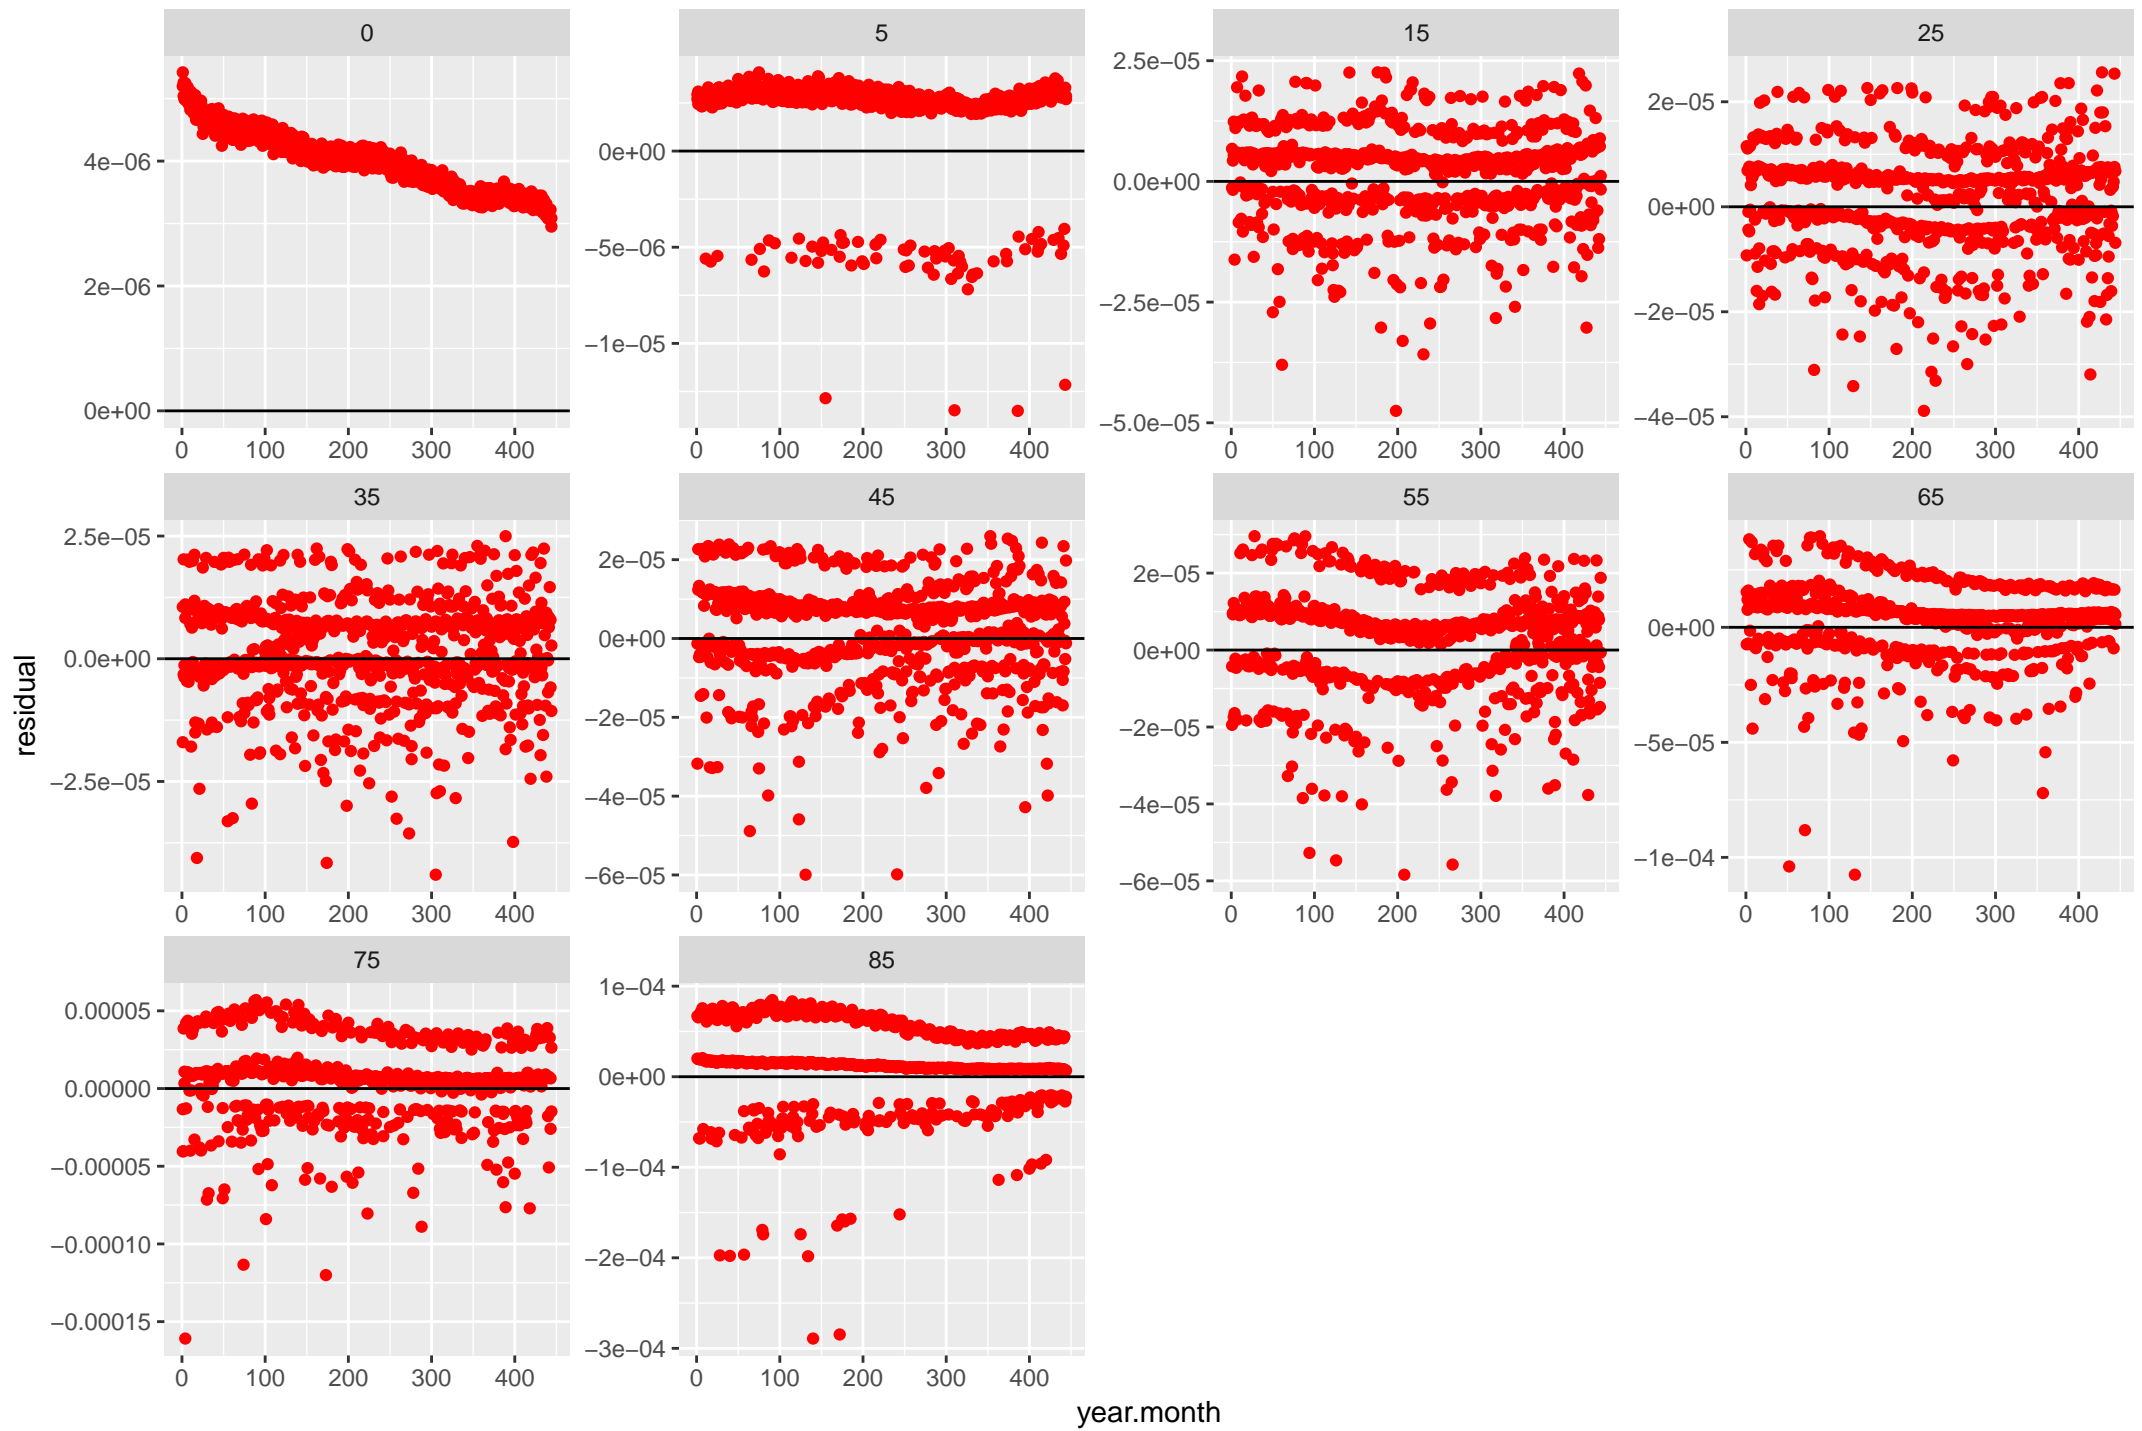 0 5 15 25
4e−06
2e−06
0e+00
0 100 200 300 400
0e+00
−5e−06
−1e−05
0 100 200 300 400
2.5e−05
0.0e+00
−2.5e−05
−5.0e−05
0 100 200 300 400
2e−05
0e+00
−2e−05
−4e−05
0 100 200 300 400
35 45 55 65
2.5e−05
0.0e+00
−2.5e−05
0 100 200 300 400
2e−05
0e+00
−2e−05
−4e−05
−6e−05
0 100 200 300 400
2e−05
0e+00
−2e−05
−4e−05
−6e−05
0 100 200 300 400
0e+00
−5e−05
−1e−04
0 100 200 300 400
75 85
0.00005
0.00000
−0.00005
−0.00010
−0.00015
0 100 200 300 400
1e−04
0e+00
−1e−04
−2e−04
−3e−04
0 100 200 300 400
residual
year.month